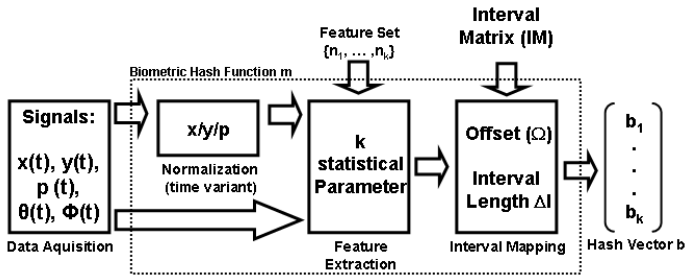 Feature Set
{n1, ... ,nk}
Interval
Matrix (IM)
Biometric Hash Function m
Signals:
x(t), y(t),
p (t),
θ(t), Φ(t)
Data Aquisition
x/y/p
Normalization
(time variant)
k
statistical
Parameter
Feature
Extraction
Offset (Ω)
Interval
Length ΔI
Interval Mapping
b1
.
.
.
bk
Hash Vector b